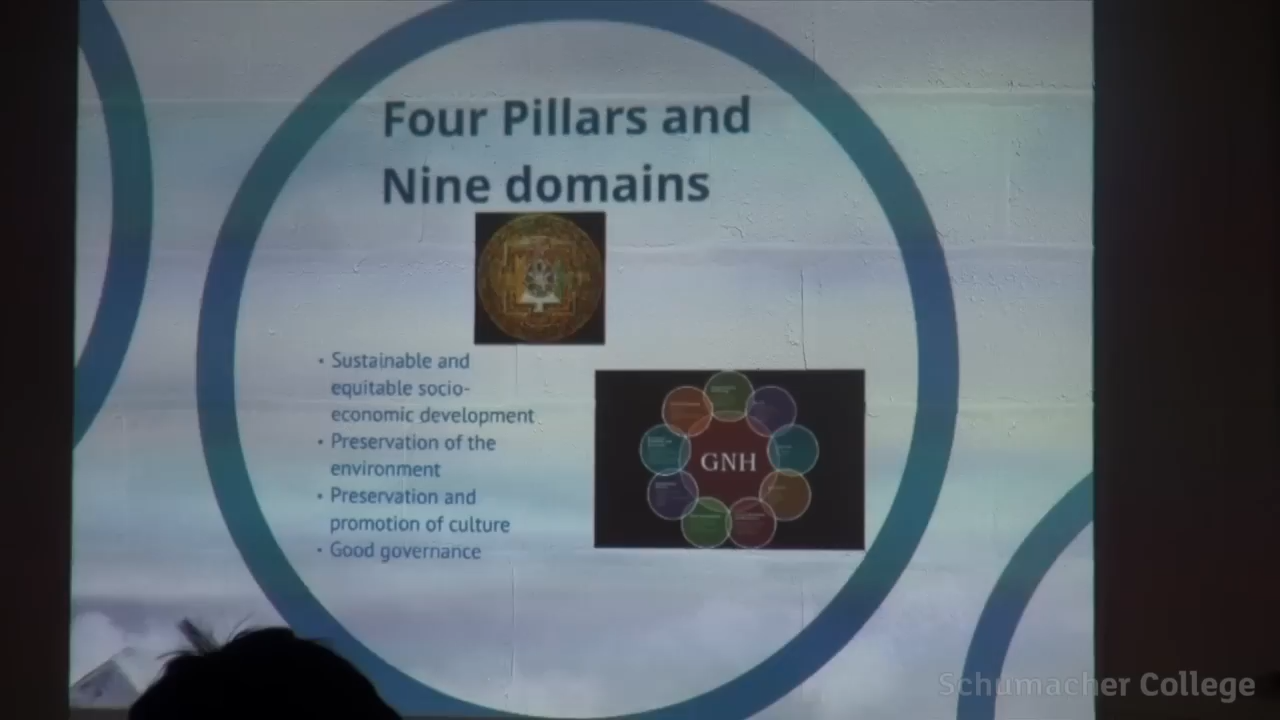 Four Pillars and
Nine domains
• Sustainable and
equitable socio-
economic development
• Preservation of the
environment
• Preservation and
promotion of culture
• Good governance
GNH
Schumacher College